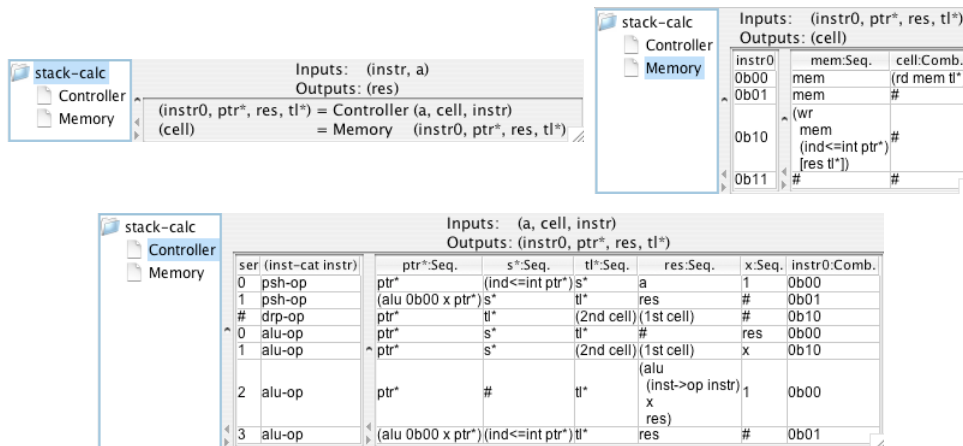 stack-calc
Controller
Memory
Inputs: (instr, a)
Outputs: (res)
(instr0, ptr*, res, tl*) = Controller (a, cell, instr)
(cell) = Memory (instr0, ptr*, res, tl*)
stack-calc
Controller
Memory
Inputs: (instr0, ptr*, res, tl*)
Outputs: (cell)
instr0 mem:Seq. cell:Comb.
0b00 mem (rd mem tl*
0b01 mem #
0b10 (wr mem (ind<=int ptr*) [res tl*]) #
0b11 # #
stack-calc
Controller
Memory
Inputs: (a, cell, instr)
Outputs: (instr0, ptr*, res, tl*)
ser (inst-cat instr) ptr*:Seq. s*:Seq. tl*:Seq. res:Seq. x:Seq. instr0:Comb.
0 psh-op ptr* (ind<=int ptr*) s* a 1 0b00
1 psh-op (alu 0b00 x ptr*) s* tl* res # 0b01
# drp-op ptr* tl* (2nd cell) (1st cell) # 0b10
0 alu-op ptr* s* tl* # res 0b00
1 alu-op ptr* s* (2nd cell) (1st cell) x 0b10
2 alu-op ptr* # tl* (alu (inst->op instr) x res) 1 0b00
3 alu-op (alu 0b00 x ptr*) (ind<=int ptr*) tl* res # 0b01